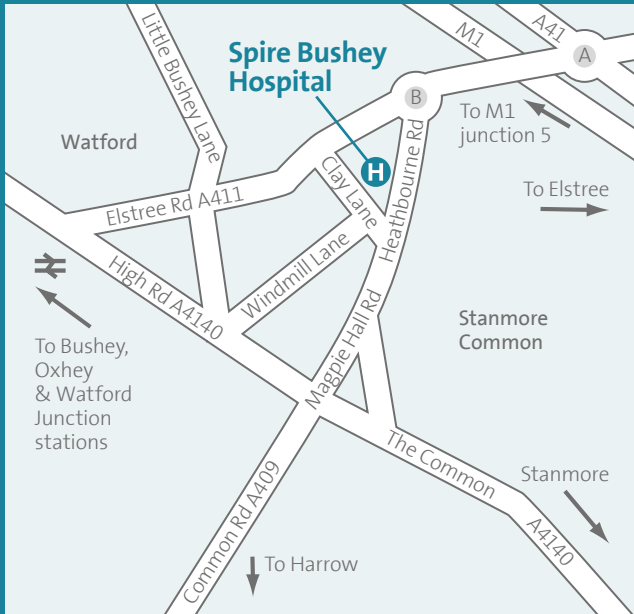 A41
M1
A
Little Bushey Lane
Spire Bushey
Hospital
B
To M1
junction 5
Watford
H
Clay Lane
Heathbourne Rd
To Elstree
Elstree Rd A411
Windmill Lane
High Rd A4140
Magpie Hall Rd
Stanmore
Common
To Bushey,
Oxhey
& Watford
Junction
stations
The Common
Stanmore
Common Rd A409
A4140
To Harrow